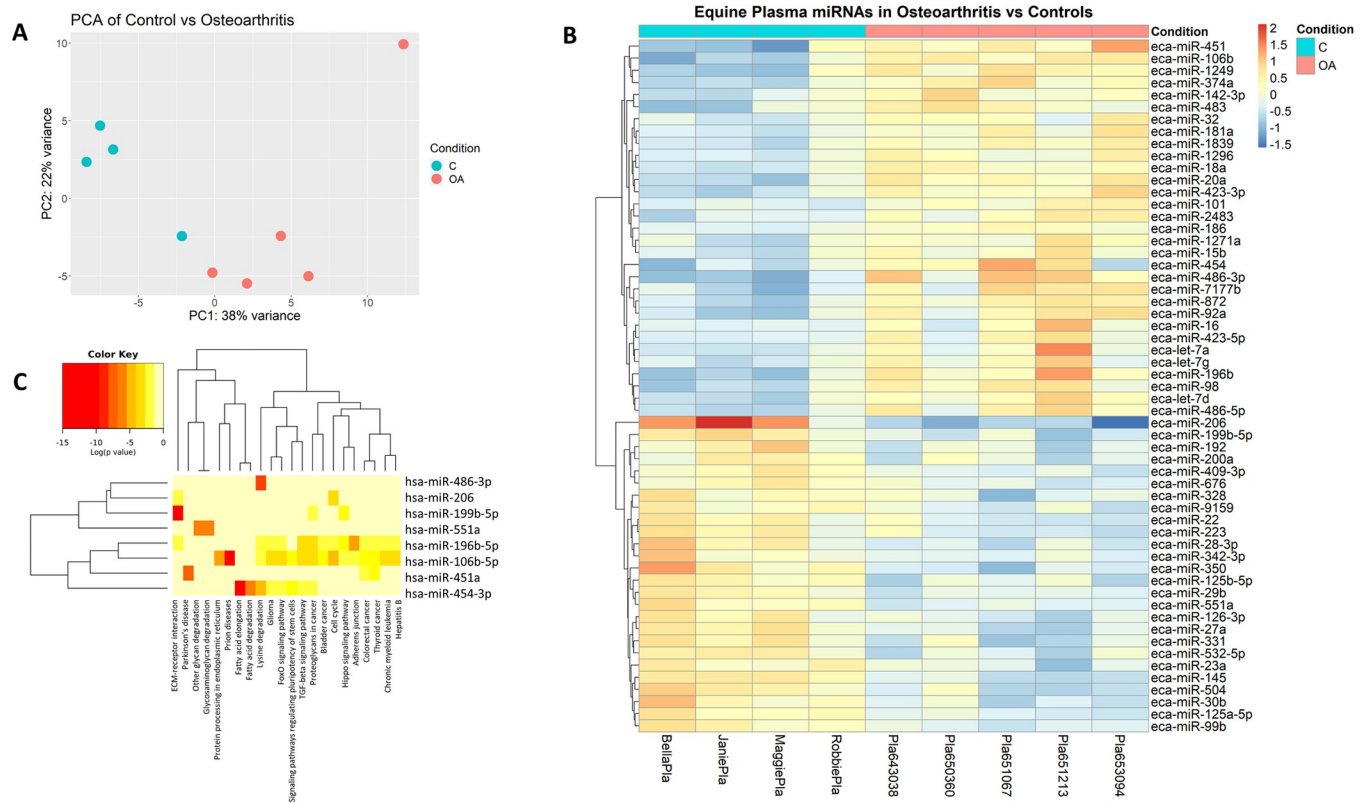 A
PCA of Control vs Osteoarthritis
10
5
0
-5
PC2: 22% variance
-5
0
5
10
PC1: 38% variance
Condition
C
OA
B
Equine Plasma miRNAs in Osteoarthritis vs Controls
Condition
eca-miR-451
eca-miR-106b
eca-miR-1249
eca-miR-374a
eca-miR-142-3p
eca-miR-483
eca-miR-32
eca-miR-181a
eca-miR-1839
eca-miR-1296
eca-miR-18a
eca-miR-20a
eca-miR-423-3p
eca-miR-101
eca-miR-2483
eca-miR-186
eca-miR-1271a
eca-miR-15b
eca-miR-454
eca-miR-486-3p
eca-miR-7177b
eca-miR-872
eca-miR-92a
eca-miR-16
eca-miR-423-5p
eca-let-7a
eca-let-7g
eca-miR-196b
eca-miR-98
eca-let-7d
eca-miR-486-5p
eca-miR-206
eca-miR-199b-5p
eca-miR-192
eca-miR-200a
eca-miR-409-3p
eca-miR-676
eca-miR-328
eca-miR-9159
eca-miR-22
eca-miR-223
eca-miR-28-3p
eca-miR-342-3p
eca-miR-350
eca-miR-125b-5p
eca-miR-29b
eca-miR-551a
eca-miR-126-3p
eca-miR-27a
eca-miR-331
eca-miR-532-5p
eca-miR-23a
eca-miR-145
eca-miR-504
eca-miR-30b
eca-miR-125a-5p
eca-miR-99b
BellaPla
JaniePla
MaggiePla
RobbiePla
Pla643038
Pla650360
Pla651067
Pla651213
Pla653094
2
1.5
1
0.5
0
-0.5
-1
-1.5
Condition
C
OA
C
Color Key
-15
-10
-5
Log(p value)
hsa-miR-486-3p
hsa-miR-206
hsa-miR-199b-5p
hsa-miR-551a
hsa-miR-196b-5p
hsa-miR-106b-5p
hsa-miR-451a
hsa-miR-454-3p
ECM-receptor interaction
Parkinson's disease
Other glycan degradation
Glycosaminoglycan degradation
Protein processing in endoplasmic reticulum
Prion diseases
Fatty acid elongation
Fatty acid degradation
Lysine degradation
Glioma
FoxO signaling pathway
Signaling pathways regulating pluripotency of stem cells
TGF-beta signaling pathway
Proteoglycans in cancer
Bladder cancer
Cell cycle
Hippo signaling pathway
Adherens junction
Colorectal cancer
Thyroid cancer
Chronic myeloid leukemia
Hepatitis B